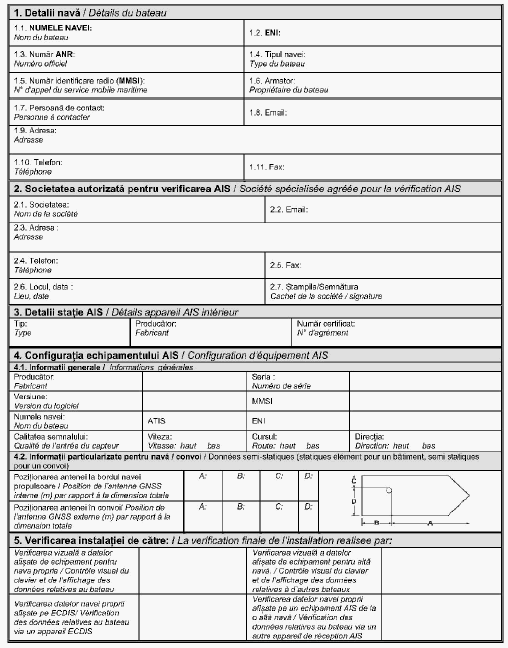 1. Detalii navă / Détails du bateau
1.1. NUMELE NAVEI:
Nom du bateau
1.2. ENI:
1.3. Număr ANR:
Numéro officiel
1.4. Tipul navei:
Type du bateau
1.5. Număr identificare radio (MMSI):
N° d'appel du service mobile maritime
1.6. Armator:
Propriétaire du bateau
1.7. Persoană de contact:
Personne à contacter
1.8. Email:
1.9. Adresa:
Adresse
1.10. Telefon:
Téléphone
1.11. Fax:
2. Societatea autorizată pentru verificarea AIS / Société spécialisée agréée pour la vérification AIS
2.1. Societatea:
Nom de la société
2.2. Email:
2.3. Adresa :
Adresse
2.4. Telefon:
Téléphone
2.5. Fax:
2.6. Locul, data :
Lieu, date
2.7. Ștampila/Semnătura
Cachet de la société / signature
3. Detalii stație AIS / Détails appareil AIS intérieur
Tip:
Type
Producător:
Fabricant
Număr certificat:
N° d'agrément
4. Configurația echipamentului AIS / Configuration d'équipement AIS
4.1. Informatii generale / Informations générales
Producător:
Fabricant
Seria :
Numéro de série
Versiune:
Version du logiciel
MMSI
Numele navei:
Nom du bateau
ATIS
ENI
Calitatea semnalului:
Qualité de l'entrée du capteur
Viteza:
Vitesse: haut bas
Cursul:
Route: haut bas
Direcția:
Direction: haut bas
4.2. Informații particularizate pentru navă / convoi / Données semi-statiques (statiques élement pour un bâtiment, semi statiques
pour un convoi)
Poziționarea antenei la bordul navei
propulsoare / Position de l'antenne GNSS
interne (m) par rapport à la dimension totale
A:
B:
C:
D:
Poziționarea antenei în convoi/ Position de
l'antenne GNSS externe (m) par rapport à la
dimension totale
A:
B:
C:
D:
C
D
B
A
5. Verificarea instalației de către: / La verification finale de l'installation realisee par:
Verificarea vizuală a datelor
afișate de echipament pentru
nava proprie / Contrôle visuel du
clavier et de l'affichage des
données relatives au bateau
Verificarea vizuală a datelor
afișate de echipament pentru altă
navă. / Contrôle visuel du clavier
et de l'affichage des données
relatives à d'autres bateaux
Verificarea datelor navei proprii
afișate pe ECDIS/ Vérification
des données relatives au bateau
via un appareil ECDIS
Verificarea datelor navei proprii
afișate pe un echipament AIS de la
o altă navă / Vérification des
données relatives au bateau via un
autre appareil de réception AIS